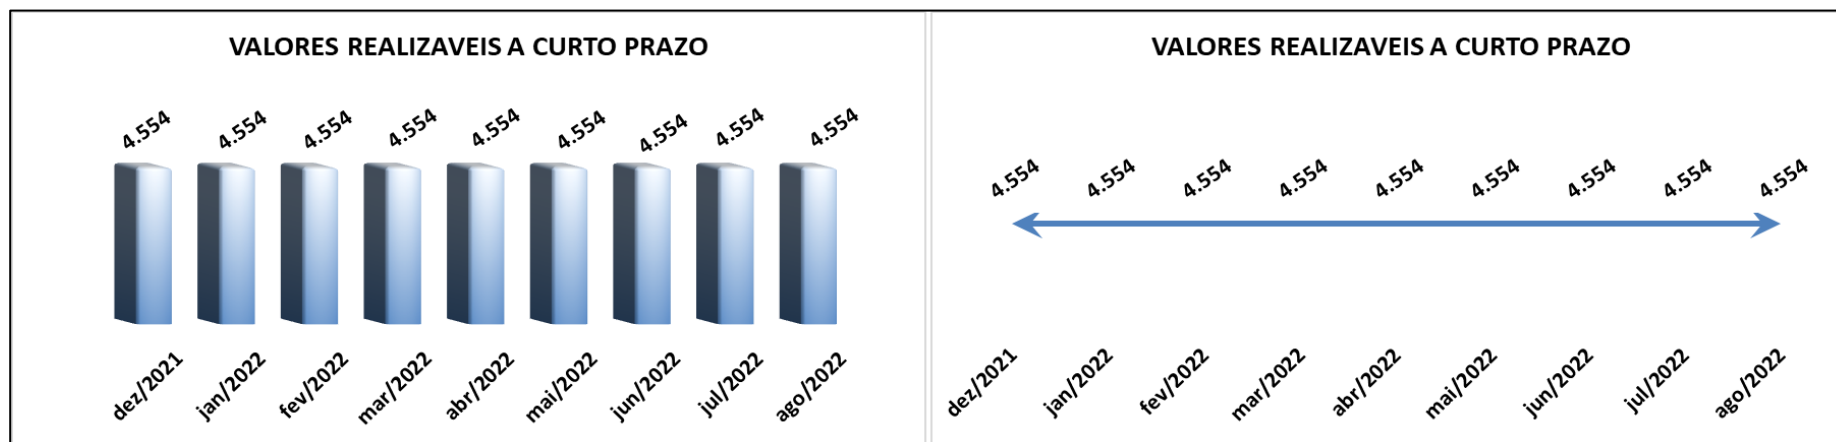 VALORES REALIZAVEIS A CURTO PRAZO
4.554 4.554 4.554 4.554 4.554 4.554 4.554 4.554 4.554
dez/2021 jan/2022 fev/2022 mar/2022 abr/2022 mai/2022 jun/2022 jul/2022 ago/2022
VALORES REALIZAVEIS A CURTO PRAZO
4.554 4.554 4.554 4.554 4.554 4.554 4.554 4.554 4.554
dez/2021 jan/2022 fev/2022 mar/2022 abr/2022 mai/2022 jun/2022 jul/2022 ago/2022